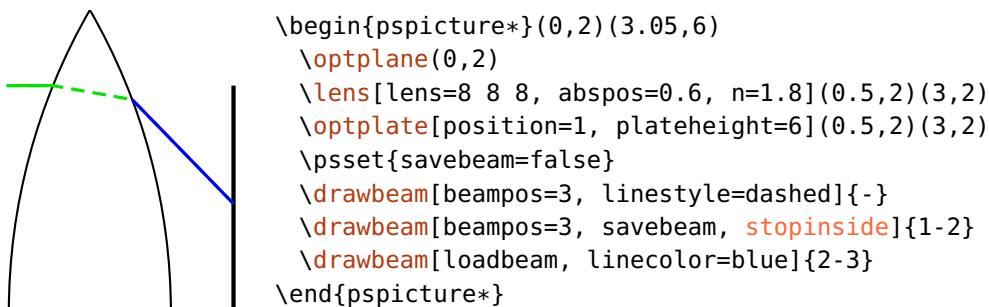 \begin{pspicture*}(0,2)(3.05,6)
  \optplane(0,2)
  \lens[lens=8 8 8, abspos=0.6, n=1.8](0.5,2)(3,2)
  \optplate[position=1, plateheight=6](0.5,2)(3,2)
  \psset{savebeam=false}
  \drawbeam[beampos=3, linestyle=dashed]{-}
  \drawbeam[beampos=3, savebeam, stopinside]{1-2}
  \drawbeam[loadbeam, linecolor=blue]{2-3}
\end{pspicture*}